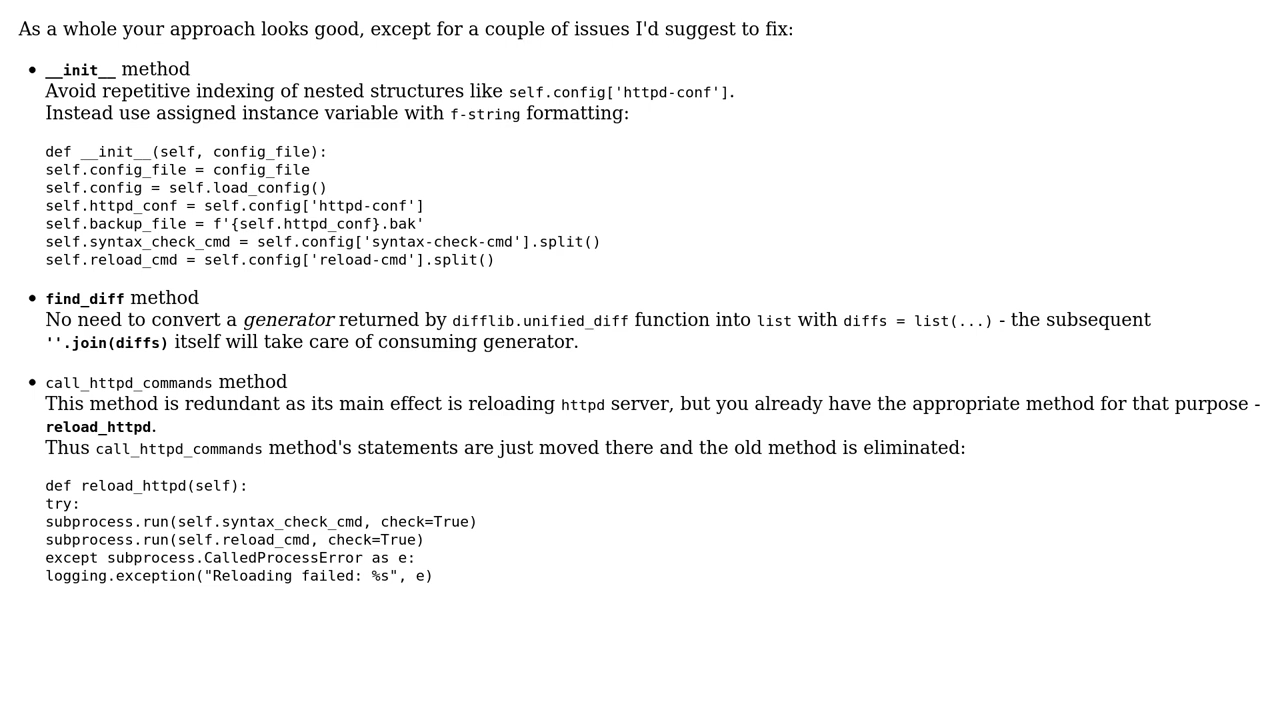 As a whole your approach looks good, except for a couple of issues I'd suggest to fix:
• __init__ method
Avoid repetitive indexing of nested structures like self.config['httpd-conf'].
Instead use assigned instance variable with f-string formatting:
def __init__(self, config_file):
self.config_file = config_file
self.config = self.load_config()
self.httpd_conf = self.config['httpd-conf']
self.backup_file = f'{self.httpd_conf}.bak'
self.syntax_check_cmd = self.config['syntax-check-cmd'].split()
self.reload_cmd = self.config['reload-cmd'].split()
• find_diff method
No need to convert a generator returned by difflib.unified_diff function into list with diffs = list(...) - the subsequent
''.join(diffs) itself will take care of consuming generator.
• call_httpd_commands method
This method is redundant as its main effect is reloading httpd server, but you already have the appropriate method for that purpose -
reload_httpd.
Thus call_httpd_commands method's statements are just moved there and the old method is eliminated:
def reload_httpd(self):
try:
subprocess.run(self.syntax_check_cmd, check=True)
subprocess.run(self.reload_cmd, check=True)
except subprocess.CalledProcessError as e:
logging.exception("Reloading failed: %s", e)